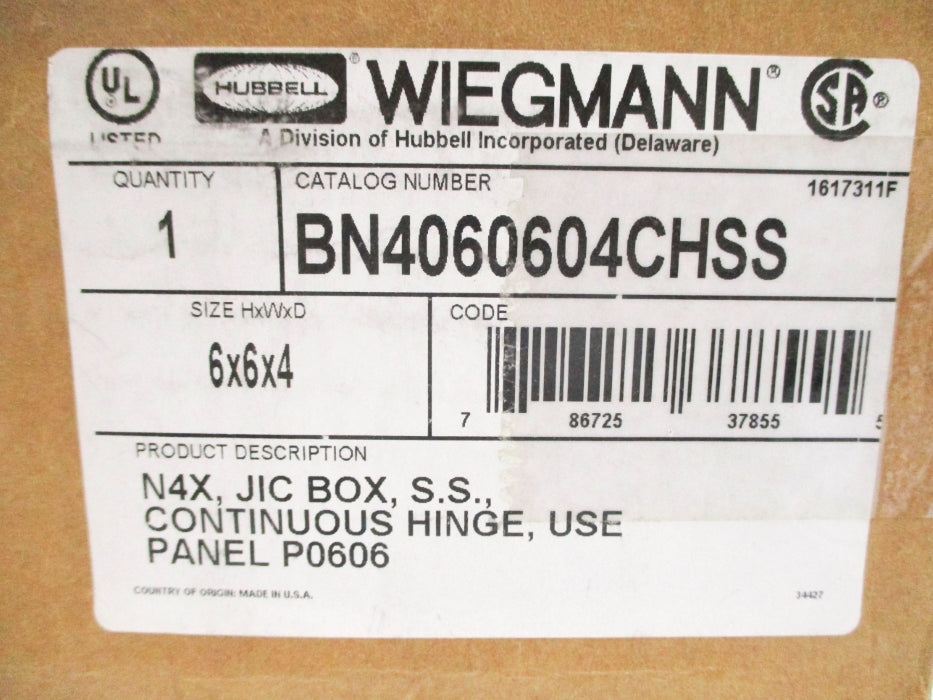 UL
LISTED
HUBBELL ®
WIEGMANN®
SA ®
A Division of Hubbell Incorporated (Delaware)
QUANTITY
1
CATALOG NUMBER
1617311F
BN4060604CHSS
SIZE HxWxD
6x6x4
CODE
7 86725 37855 5
PRODUCT DESCRIPTION
N4X, JIC BOX, S.S.,
CONTINUOUS HINGE, USE
PANEL P0606
COUNTRY OF ORIGIN: MADE IN U.S.A.
34427